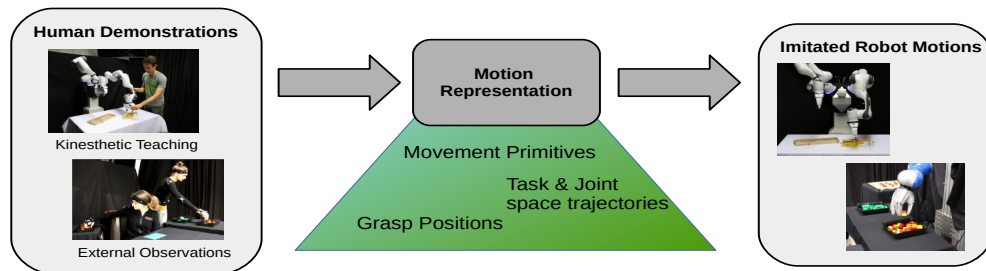 Human Demonstrations
Kinesthetic Teaching
External Observations
Motion
Representation
Movement Primitives
Task & Joint
space trajectories
Grasp Positions
Imitated Robot Motions